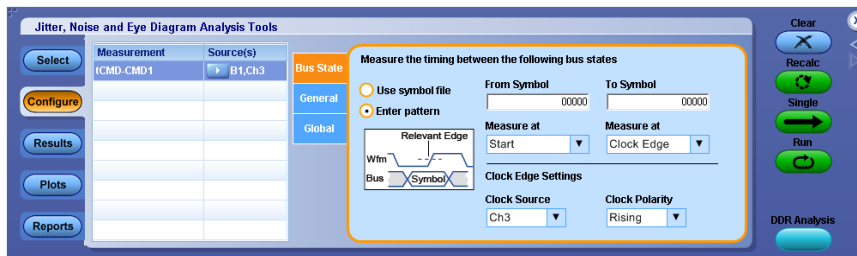 Jitter, Noise and Eye Diagram Analysis Tools
Clear
Select
Configure
Results
Plots
Reports
Measurement Source(s)
tCMD-CMD1 B1,Ch3
Bus State
General
Global
Measure the timing between the following bus states
Use symbol file
Enter pattern
From Symbol To Symbol
00000 00000
Measure at Measure at
Start Clock Edge
Relevant Edge
Wfm
Bus Symbol
Clock Edge Settings
Clock Source Clock Polarity
Ch3 Rising
Recalc
Single
Run
DDR Analysis